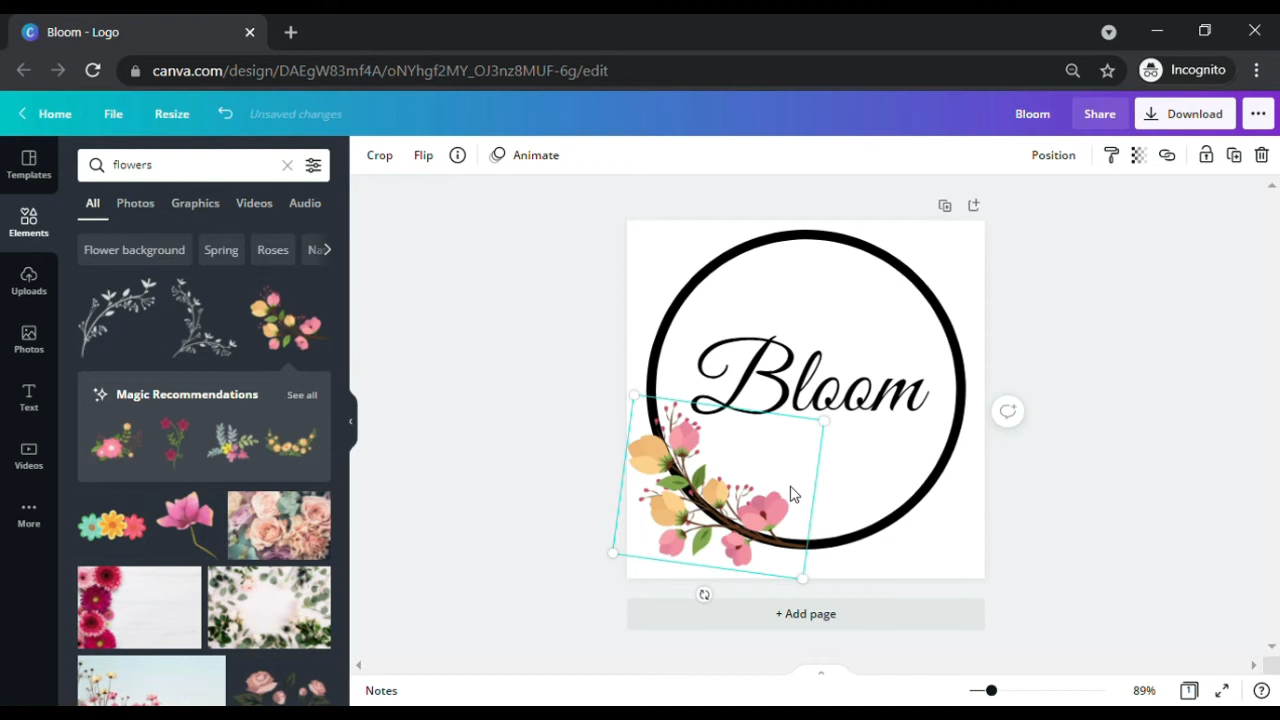 Bloom - Logo
canva.com/design/DAEgW83mf4A/oNYhgf2MY_OJ3nz8MUF-6g/edit
Incognito
Home
File
Resize
Unsaved changes
Bloom
Share
Download
Templates
Elements
Uploads
Photos
Text
Videos
More
flowers
All
Photos
Graphics
Videos
Audio
Flower background
Spring
Roses
Na
Magic Recommendations
See all
Crop
Flip
Animate
Position
Bloom
+ Add page
Notes
89%
1